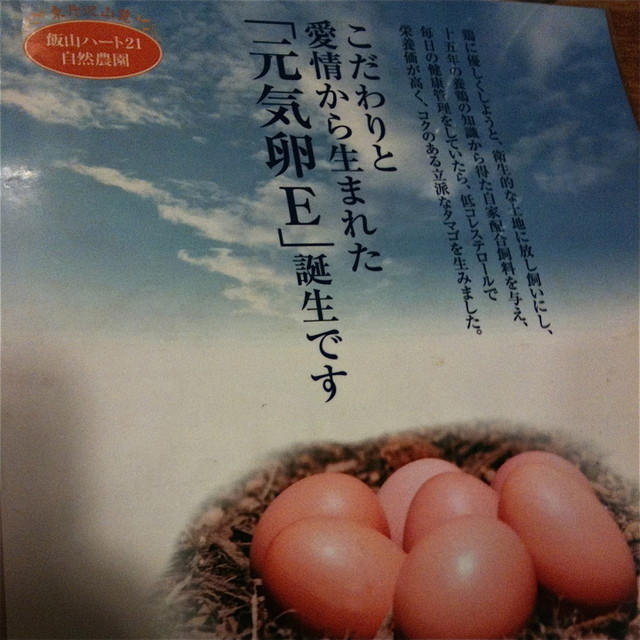 飯山ハート21
自然農園
鶏に優しくしようと、衛生的な土地に放し飼いにし、
十五年の養鶏の知識から得た自家配合飼料を与え、
毎日の健康管理をしていたら、低コレステロールで
栄養価が高く、コクのある立派なタマゴを生みました。
こだわりと
愛情から生まれた
「元気卵E」誕生です